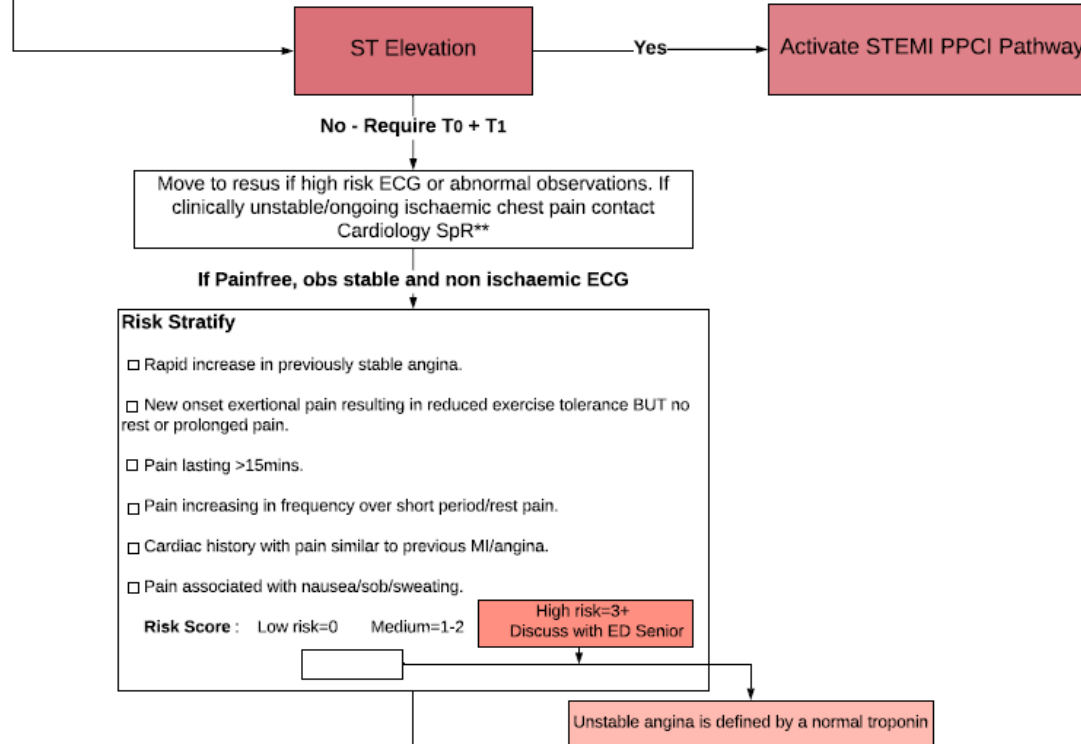 ST Elevation
Yes
Activate STEMI PPCI Pathway
No - Require T0 + T1
Move to resus if high risk ECG or abnormal observations. If
clinically unstable/ongoing ischaemic chest pain contact
Cardiology SpR**
If Painfree, obs stable and non ischaemic ECG
Risk Stratify
Rapid increase in previously stable angina.
New onset exertional pain resulting in reduced exercise tolerance BUT no
rest or prolonged pain.
Pain lasting >15mins.
Pain increasing in frequency over short period/rest pain.
Cardiac history with pain similar to previous MI/angina.
Pain associated with nausea/sob/sweating.
Risk Score : Low risk=0 Medium=1-2
High risk=3+
Discuss with ED Senior
Unstable angina is defined by a normal troponin